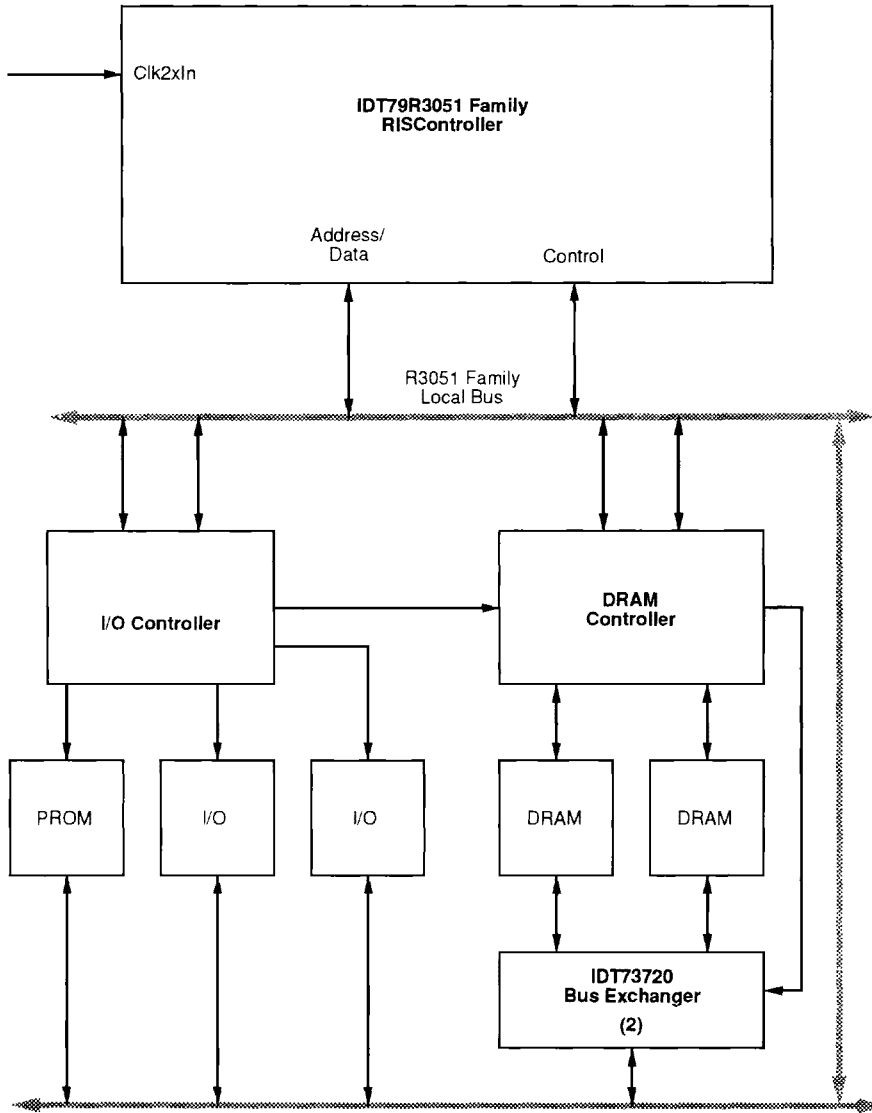 Clk2xIn
IDT79R3051 Family
RISController
Address/
Data
Control
R3051 Family
Local Bus
I/O Controller
DRAM
Controller
PROM
I/O
I/O
DRAM
DRAM
IDT73720
Bus Exchanger
(2)